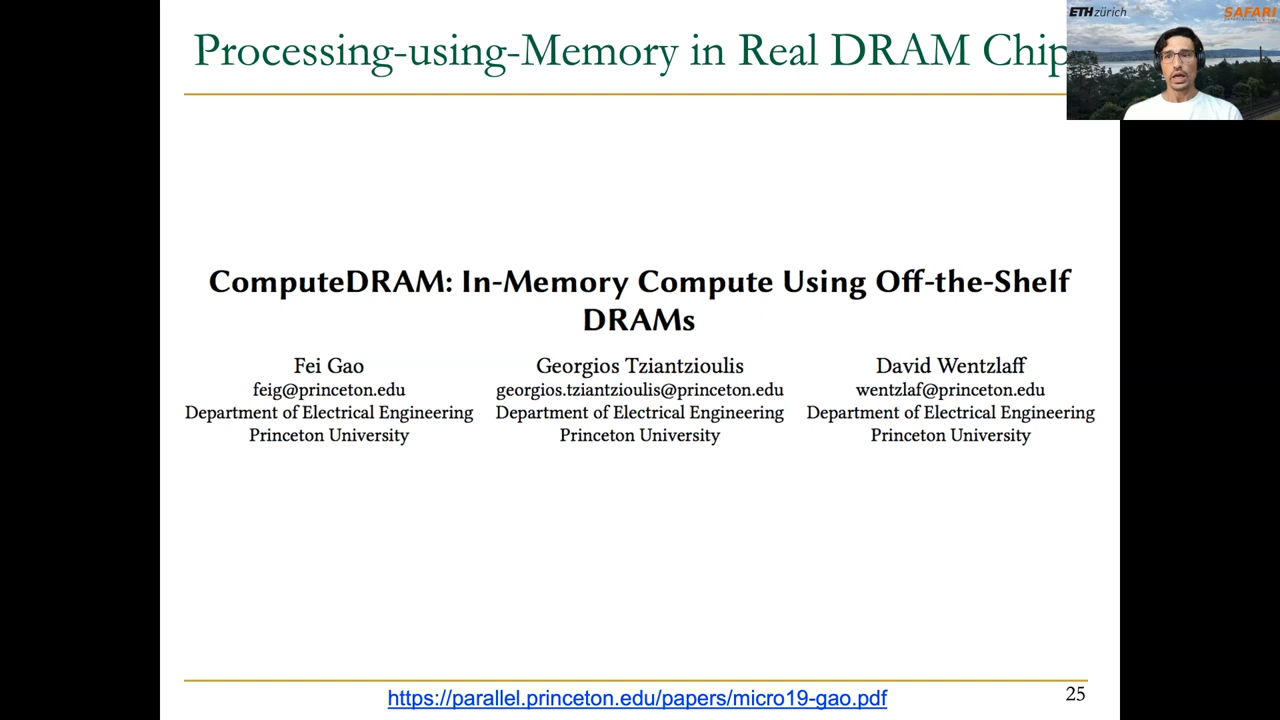 Processing-using-Memory in Real DRAM Chip
ETH zürich
SAFARI
ComputeDRAM: In-Memory Compute Using Off-the-Shelf
DRAMs
Fei Gao
feig@princeton.edu
Department of Electrical Engineering
Princeton University
Georgios Tziantzioulis
georgios.tziantzioulis@princeton.edu
Department of Electrical Engineering
Princeton University
David Wentzlaff
wentzlaf@princeton.edu
Department of Electrical Engineering
Princeton University
https://parallel.princeton.edu/papers/micro19-gao.pdf
25